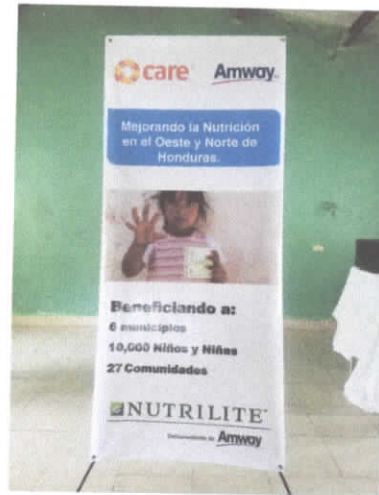 care Amway
Mejorando la Nutrición
en el Oeste y Norte de
Honduras.
Beneficiando a:
6 municipios
10,000 Niños y Niñas
27 Comunidades
NUTRILITE
Amway